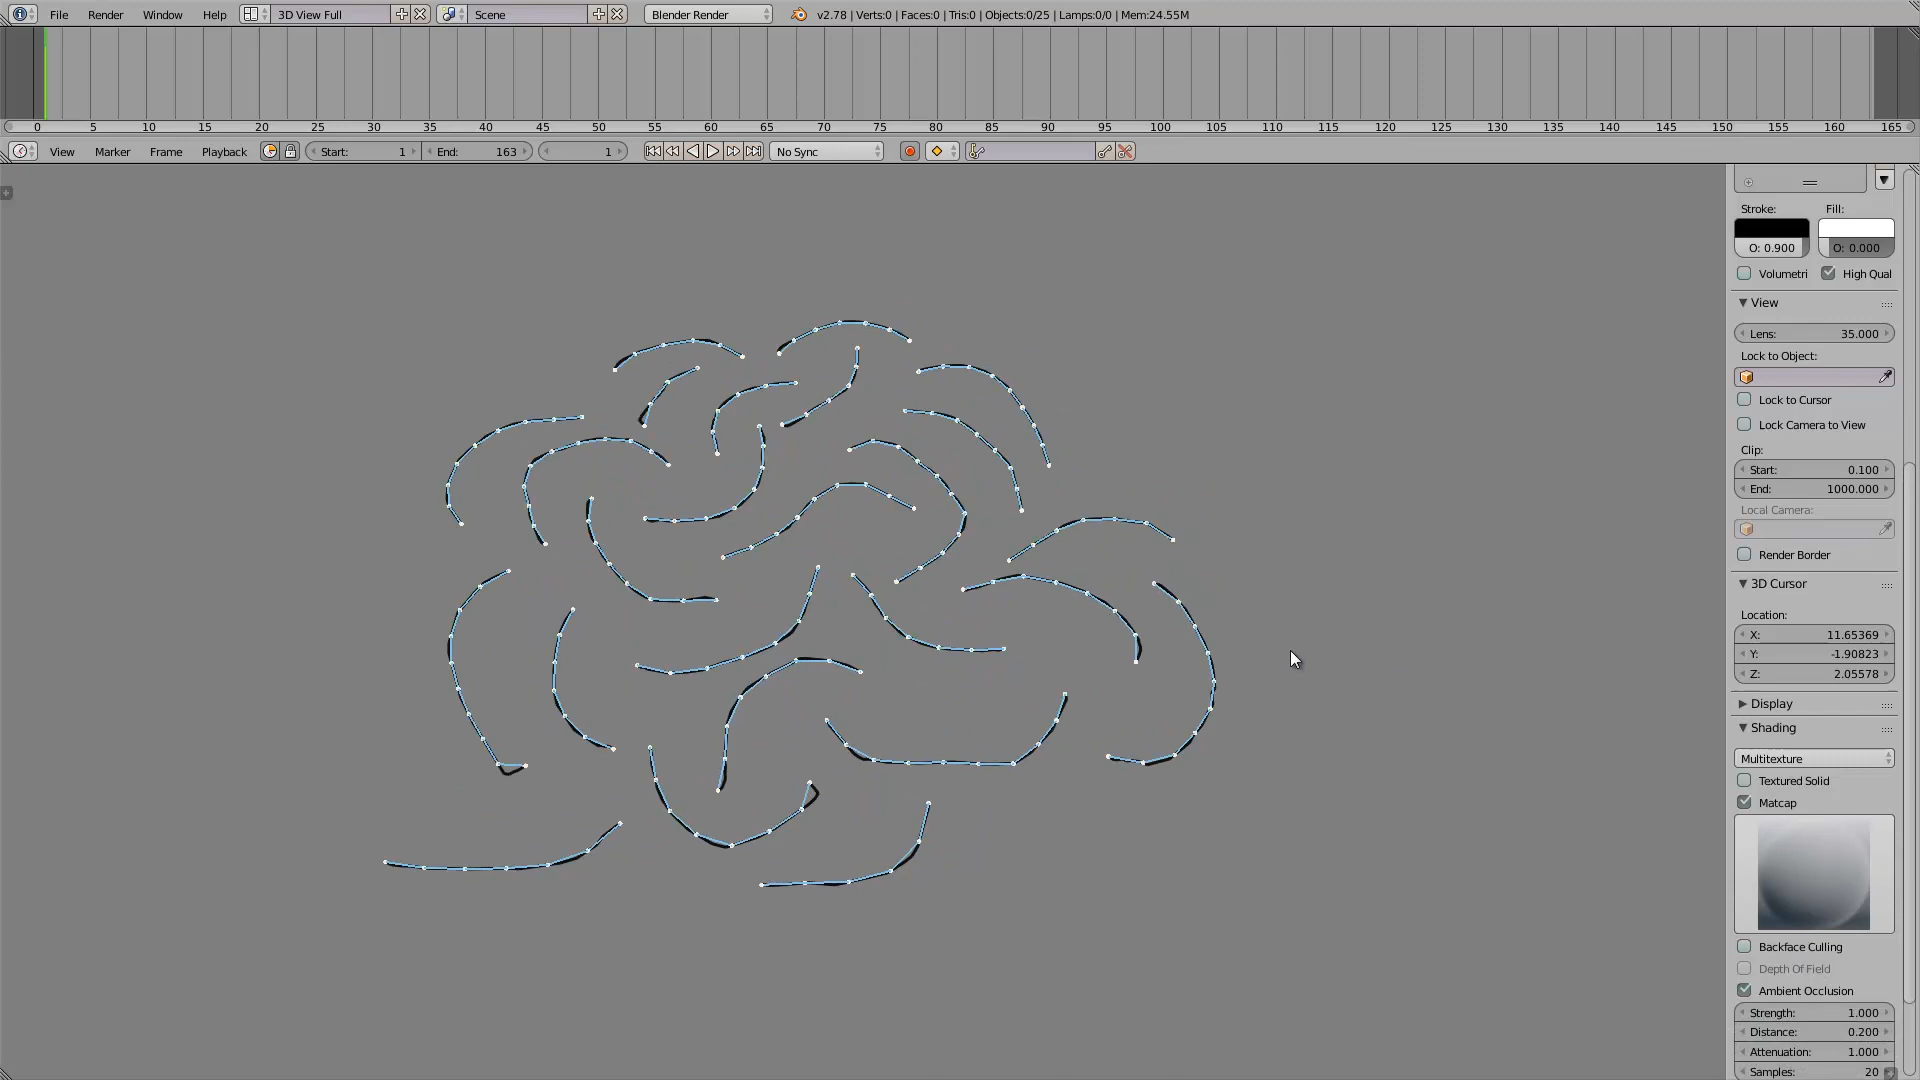 File Render Window Help 3D View Full Scene Blender Render v2.78 | Verts:0 | Faces:0 | Tris:0 | Objects:0/25 | Lamps:0/0 | Mem:24.55M
0 5 10 15 20 25 30 35 40 45 50 55 60 65 70 75 80 85 90 95 100 105 110 115 120 125 130 135 140 145 150 155 160 165
View Marker Frame Playback Start: 1 End: 163 1 No Sync
Stroke: Fill:
O: 0.900 O: 0.000
Volumetri High Qual
View
Lens: 35.000
Lock to Object:
Lock to Cursor
Lock Camera to View
Clip:
Start: 0.100
End: 1000.000
Local Camera:
Render Border
3D Cursor
Location:
X: 11.65369
Y: -1.90823
Z: 2.05578
Display
Shading
Multitexture
Textured Solid
Matcap
Backface Culling
Depth Of Field
Ambient Occlusion
Strength: 1.000
Distance: 0.200
Attenuation: 1.000
Samples: 20